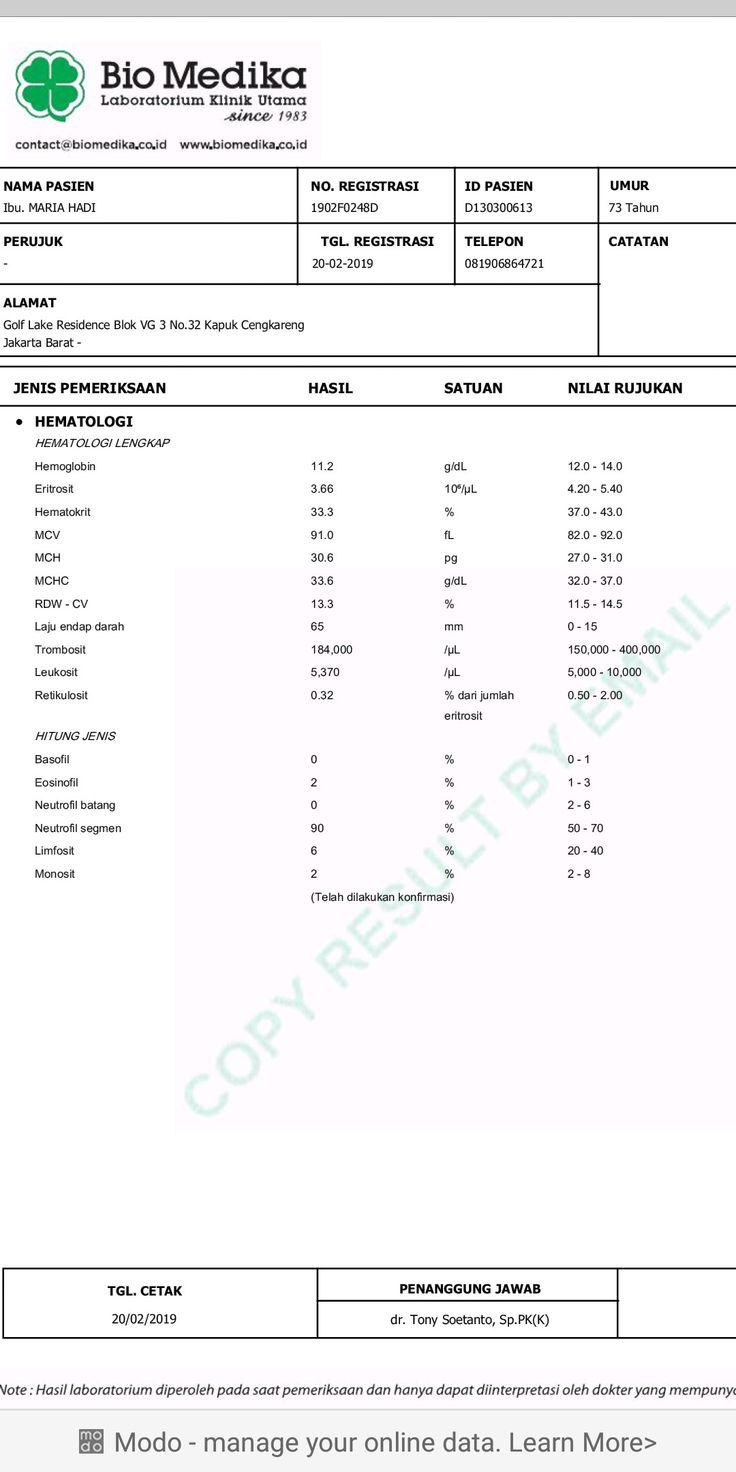 Bio Medika
Laboratorium Klinik Utama
since 1983
contact@biomedika.co.id www.biomedika.co.id
NAMA PASIEN NO. REGISTRASI ID PASIEN UMUR
Ibu. MARIA HADI 1902F0248D D130300613 73 Tahun
PERUJUK TGL. REGISTRASI TELEPON CATATAN
- 20-02-2019 081906864721
ALAMAT
Golf Lake Residence Blok VG 3 No.32 Kapuk Cengkareng
Jakarta Barat -
JENIS PEMERIKSAAN HASIL SATUAN NILAI RUJUKAN
• HEMATOLOGI
HEMATOLOGI LENGKAP
Hemoglobin 11.2 g/dL 12.0 - 14.0
Eritrosit 3.66 10⁶/µL 4.20 - 5.40
Hematokrit 33.3 % 37.0 - 43.0
MCV 91.0 fL 82.0 - 92.0
MCH 30.6 pg 27.0 - 31.0
MCHC 33.6 g/dL 32.0 - 37.0
RDW - CV 13.3 % 11.5 - 14.5
Laju endap darah 65 mm 0 - 15
Trombosit 184,000 /µL 150,000 - 400,000
Leukosit 5,370 /µL 5,000 - 10,000
Retikulosit 0.32 % dari jumlah 0.50 - 2.00
eritrosit
HITUNG JENIS
Basofil 0 % 0 - 1
Eosinofil 2 % 1 - 3
Neutrofil batang 0 % 2 - 6
Neutrofil segmen 90 % 50 - 70
Limfosit 6 % 20 - 40
Monosit 2 % 2 - 8
(Telah dilakukan konfirmasi)
COPY RESULT BY EMAIL
TGL. CETAK PENANGGUNG JAWAB
20/02/2019 dr. Tony Soetanto, Sp.PK(K)
Note : Hasil laboratorium diperoleh pada saat pemeriksaan dan hanya dapat diinterpretasi oleh dokter yang mempunya
modo Modo - manage your online data. Learn More>